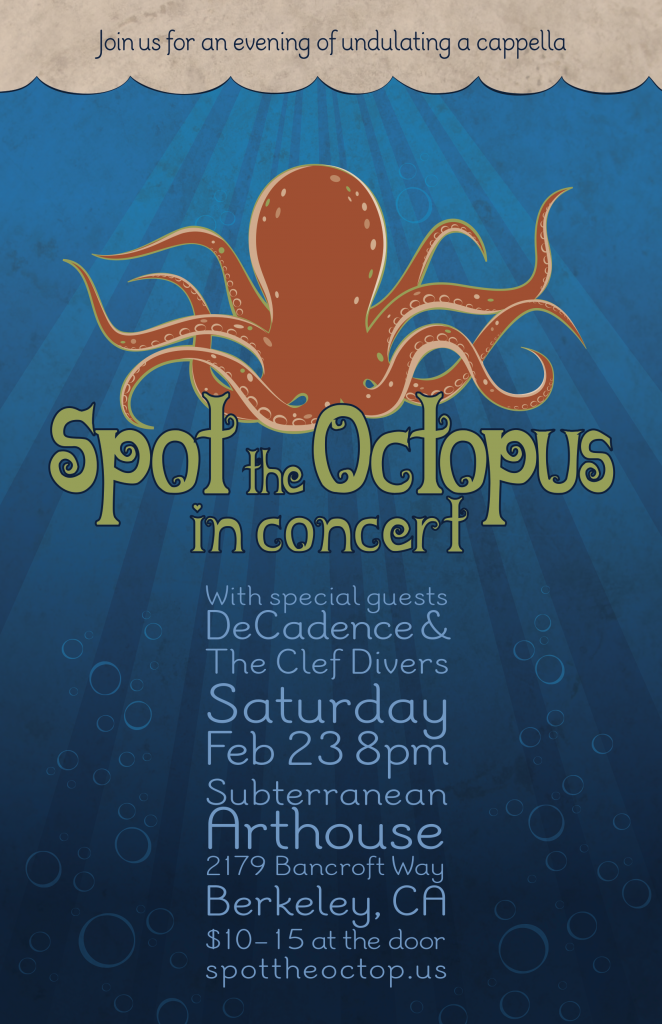 Join us for an evening of undulating a cappella
Spot the Octopus
in concert
With special guests
DeCadence &
The Clef Divers
Saturday
Feb 23 8pm
Subterranean
Arthouse
2179 Bancroft Way
Berkeley, CA
$10–15 at the door
spottheoctop.us